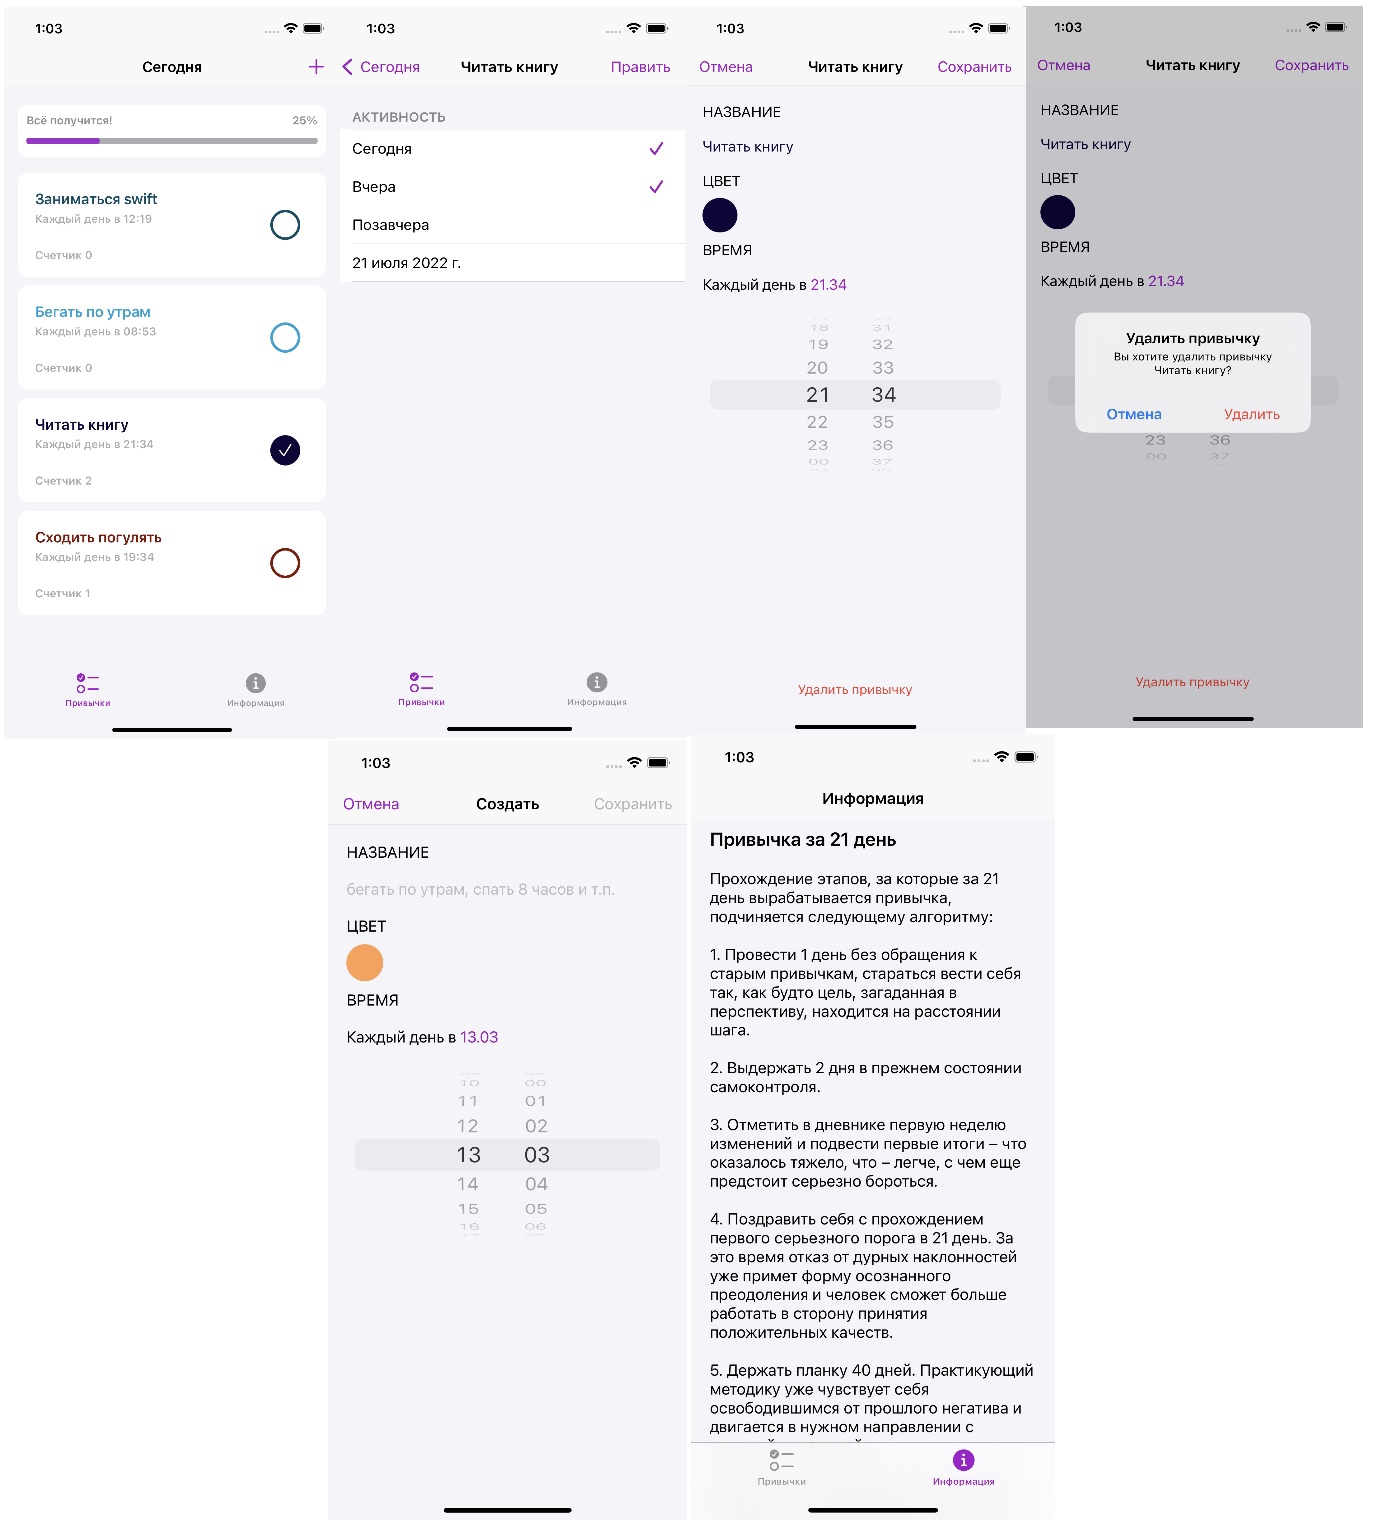 1:03
Сегодня
Всё получится!
25%
Заниматься swift
Каждый день в 12:19
Счетчик 0
Бегать по утрам
Каждый день в 08:53
Счетчик 0
Читать книгу
Каждый день в 21:34
Счетчик 2
Сходить погулять
Каждый день в 19:34
Счетчик 1
Привычки
Информация
1:03
Сегодня
Читать книгу
Править
АКТИВНОСТЬ
Сегодня
Вчера
Позавчера
21 июля 2022 г.
Привычки
Информация
1:03
Отмена
Читать книгу
Сохранить
НАЗВАНИЕ
Читать книгу
ЦВЕТ
ВРЕМЯ
Каждый день в 21.34
18 31
19 32
20 33
21 34
22 35
23 36
00 37
Удалить привычку
1:03
Отмена
Читать книгу
Сохранить
НАЗВАНИЕ
Читать книгу
ЦВЕТ
ВРЕМЯ
Каждый день в 21.34
Удалить привычку
Вы хотите удалить привычку
Читать книгу?
Отмена
Удалить
23 36
00 37
Удалить привычку
1:03
Отмена
Создать
Сохранить
НАЗВАНИЕ
бегать по утрам, спать 8 часов и т.п.
ЦВЕТ
ВРЕМЯ
Каждый день в 13.03
10 00
11 01
12 02
13 03
14 04
15 05
16 06
1:03
Информация
Привычка за 21 день
Прохождение этапов, за которые за 21
день вырабатывается привычка,
подчиняется следующему алгоритму:
1. Провести 1 день без обращения к
старым привычкам, стараться вести себя
так, как будто цель, загаданная в
перспективу, находится на расстоянии
шага.
2. Выдержать 2 дня в прежнем состоянии
самоконтроля.
3. Отметить в дневнике первую неделю
изменений и подвести первые итоги – что
оказалось тяжело, что – легче, с чем еще
предстоит серьезно бороться.
4. Поздравить себя с прохождением
первого серьезного порога в 21 день. За
это время отказ от дурных наклонностей
уже примет форму осознанного
преодоления и человек сможет больше
работать в сторону принятия
положительных качеств.
5. Держать планку 40 дней. Практикующий
методику уже чувствует себя
освободившимся от прошлого негатива и
двигается в нужном направлении с
Привычки
Информация